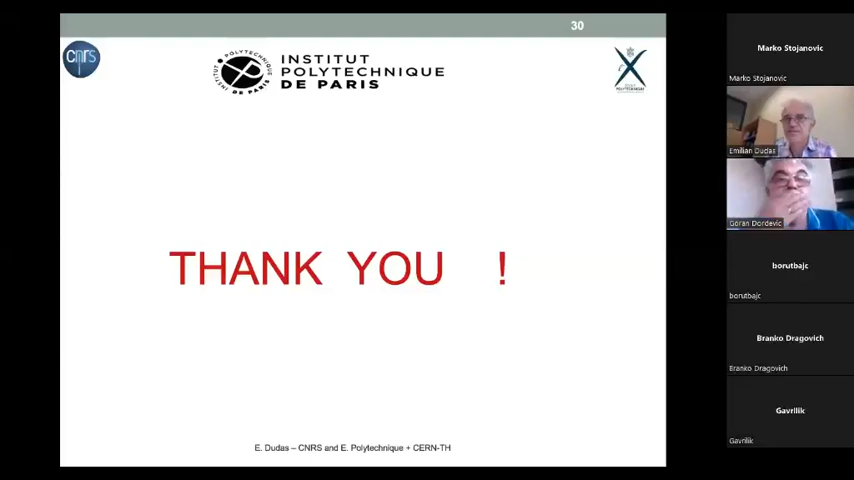 30
cnrs
INSTITUT
POLYTECHNIQUE
DE PARIS
THANK YOU !
E. Dudas – CNRS and E. Polytechnique + CERN-TH
Marko Stojanovic
Marko Stojanovic
Emilian Dudas
Goran Dordevic
borutbajc
borutbajc
Branko Dragovich
Branko Dragovich
Gavrilik
Gavrilik